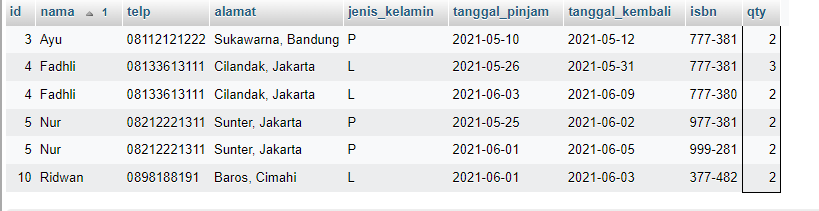 id nama 1 telp alamat jenis_kelamin tanggal_pinjam tanggal_kembali isbn qty
3 Ayu 08112121222 Sukawarna, Bandung P 2021-05-10 2021-05-12 777-381 2
4 Fadhli 08133613111 Cilandak, Jakarta L 2021-05-26 2021-05-31 777-381 3
4 Fadhli 08133613111 Cilandak, Jakarta L 2021-06-03 2021-06-09 777-380 2
5 Nur 08212221311 Sunter, Jakarta P 2021-05-25 2021-06-02 977-381 2
5 Nur 08212221311 Sunter, Jakarta P 2021-06-01 2021-06-05 999-281 2
10 Ridwan 0898188191 Baros, Cimahi L 2021-06-01 2021-06-03 377-482 2